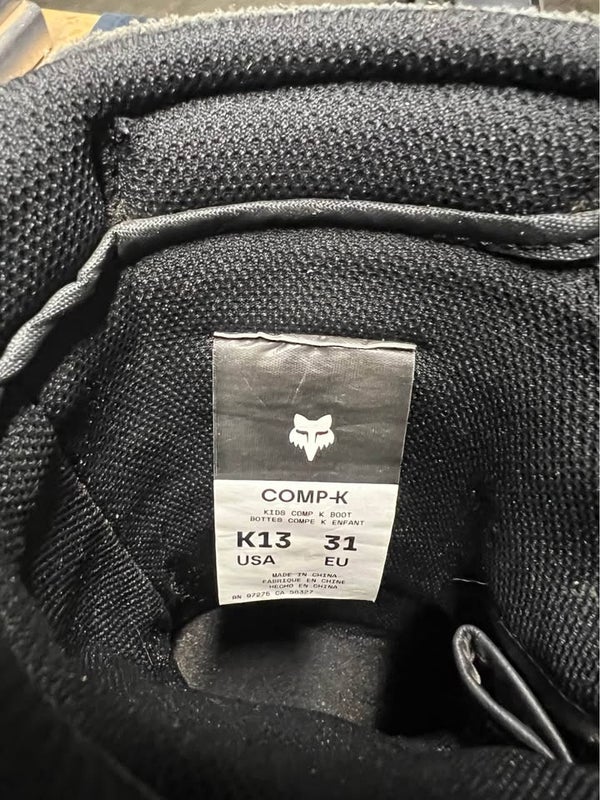 COMP-K
KIDS COMP K BOOT
BOTTES COMPE K ENFANT
K13 31
USA EU
MADE IN CHINA
FABRIQUE EN CHINE
HECHO EN CHINA
RN 97275 CA 50327